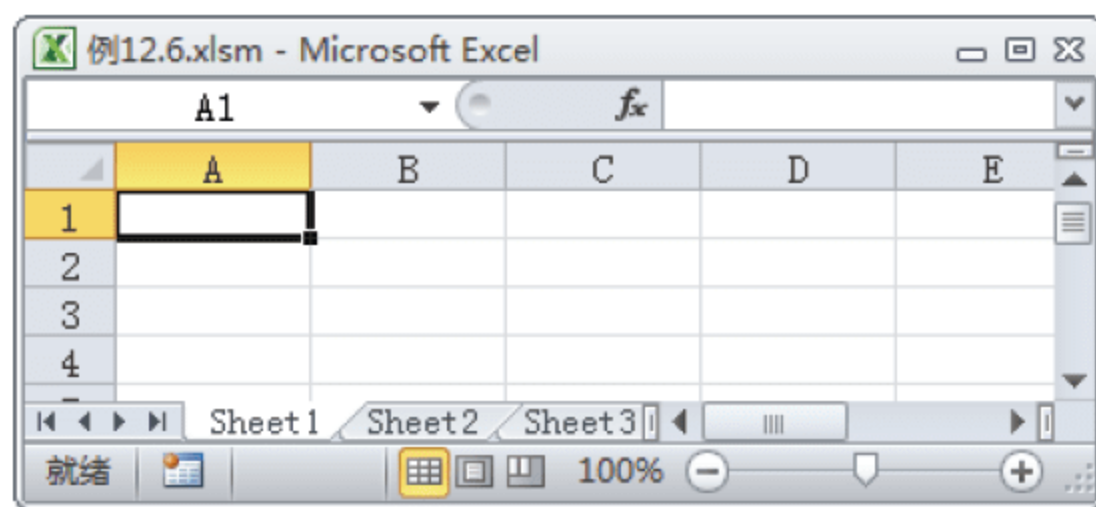 例12.6.xlsm - Microsoft Excel
A1 fx
A B C D E
1
2
3
4
Sheet1 Sheet2 Sheet3
就绪 100%